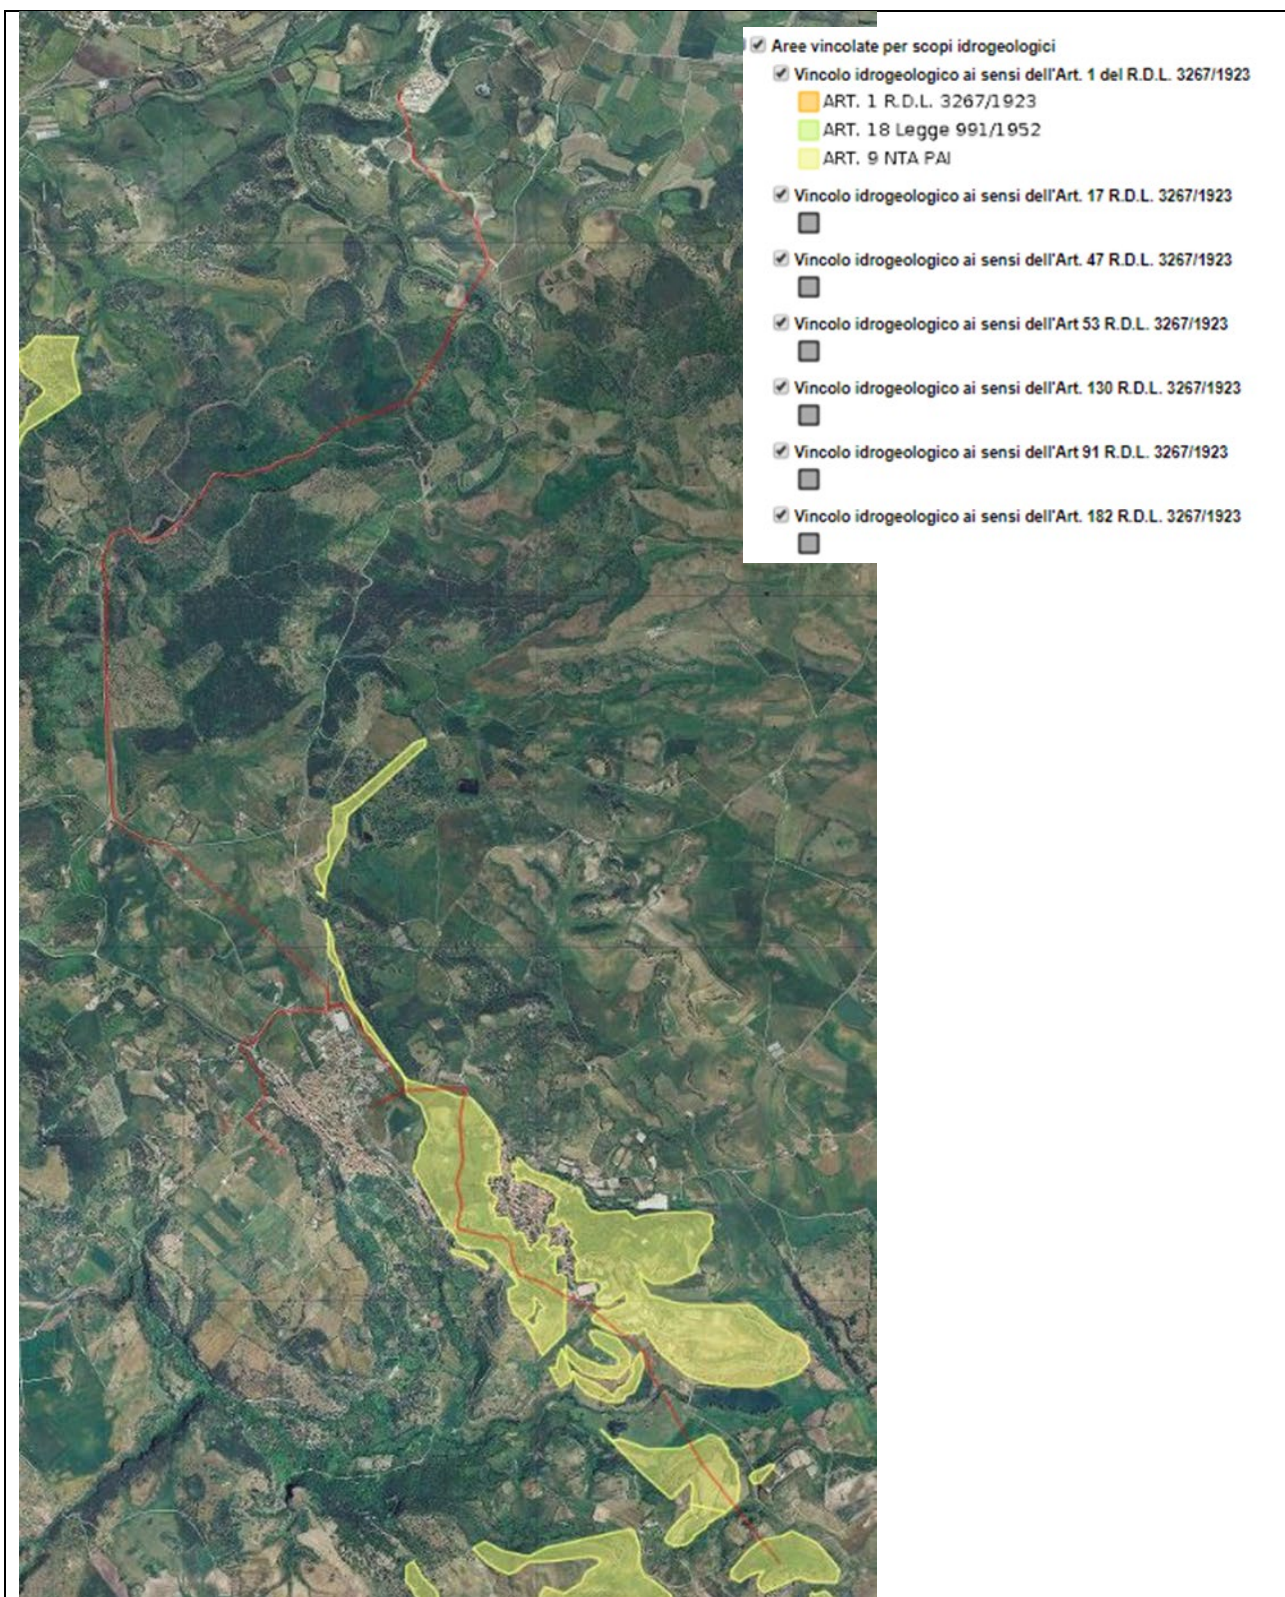 Aree vincolate per scopi idrogeologici
Vincolo idrogeologico ai sensi dell'Art. 1 del R.D.L. 3267/1923
ART. 1 R.D.L. 3267/1923
ART. 18 Legge 991/1952
ART. 9 NTA PAI
Vincolo idrogeologico ai sensi dell'Art. 17 R.D.L. 3267/1923
Vincolo idrogeologico ai sensi dell'Art. 47 R.D.L. 3267/1923
Vincolo idrogeologico ai sensi dell'Art 53 R.D.L. 3267/1923
Vincolo idrogeologico ai sensi dell'Art. 130 R.D.L. 3267/1923
Vincolo idrogeologico ai sensi dell'Art 91 R.D.L. 3267/1923
Vincolo idrogeologico ai sensi dell'Art. 182 R.D.L. 3267/1923